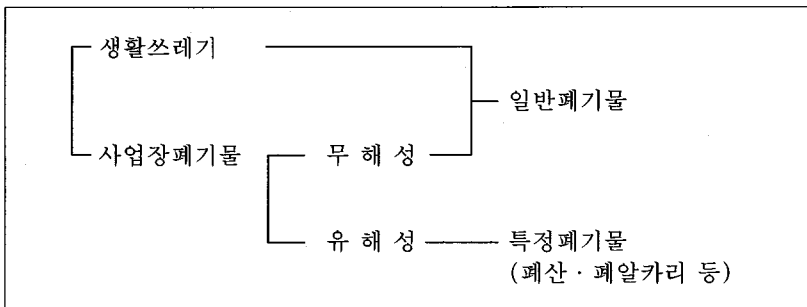 생활쓰레기
일반폐기물
사업장폐기물 무 해 성
유 해 성 특정폐기물
(폐산 · 폐알카리 등)